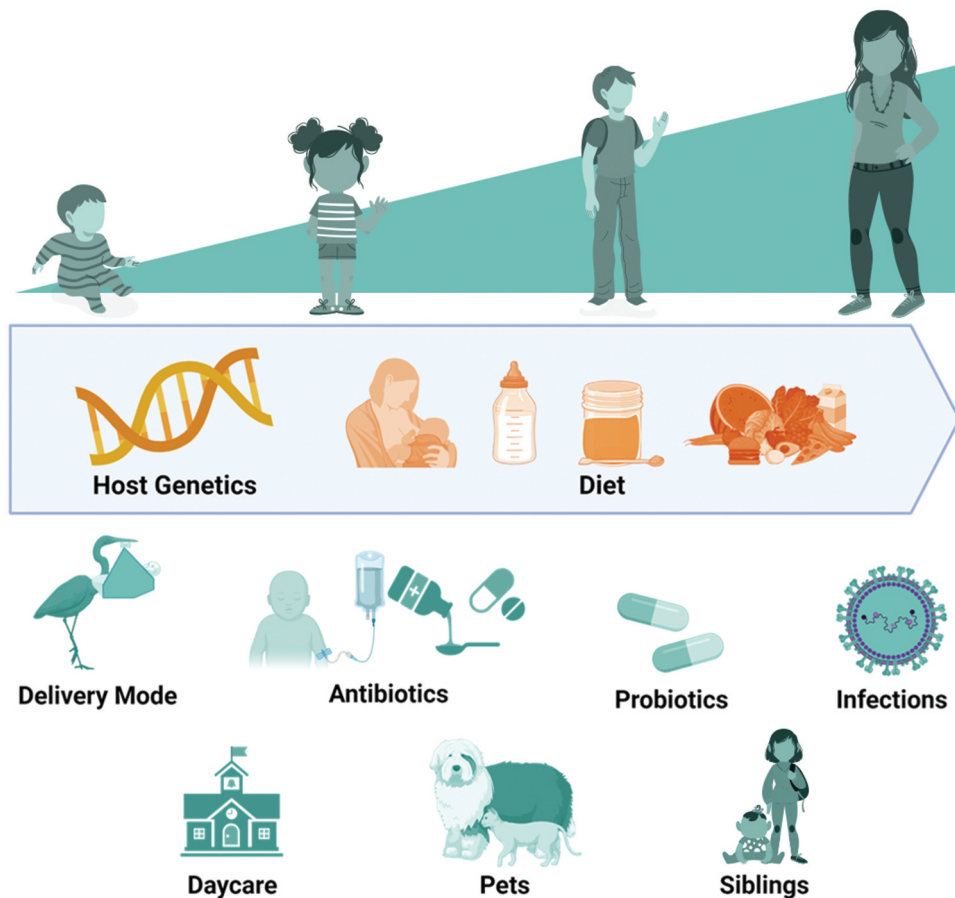 Host Genetics
Diet
Delivery Mode
Antibiotics
Probiotics
Infections
Daycare
Pets
Siblings